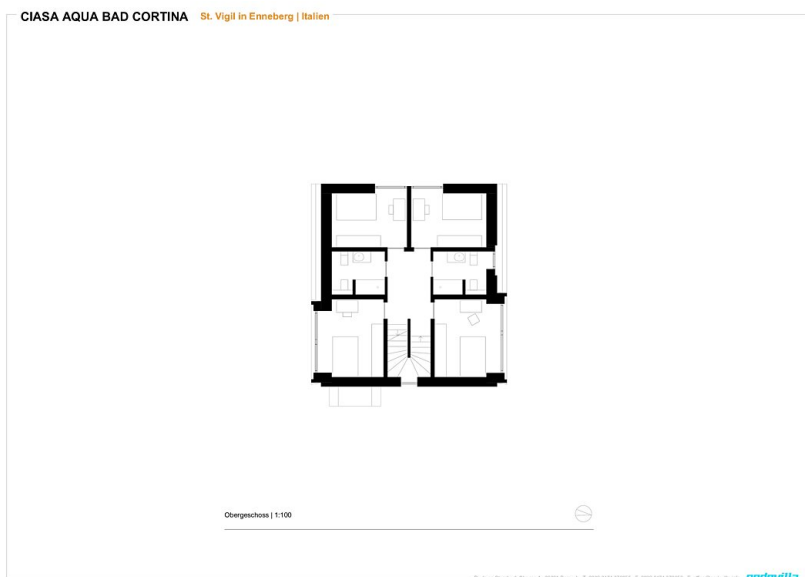 CIASA AQUA BAD CORTINA St. Vigil in Enneberg | Italien
Obergeschoss | 1:100